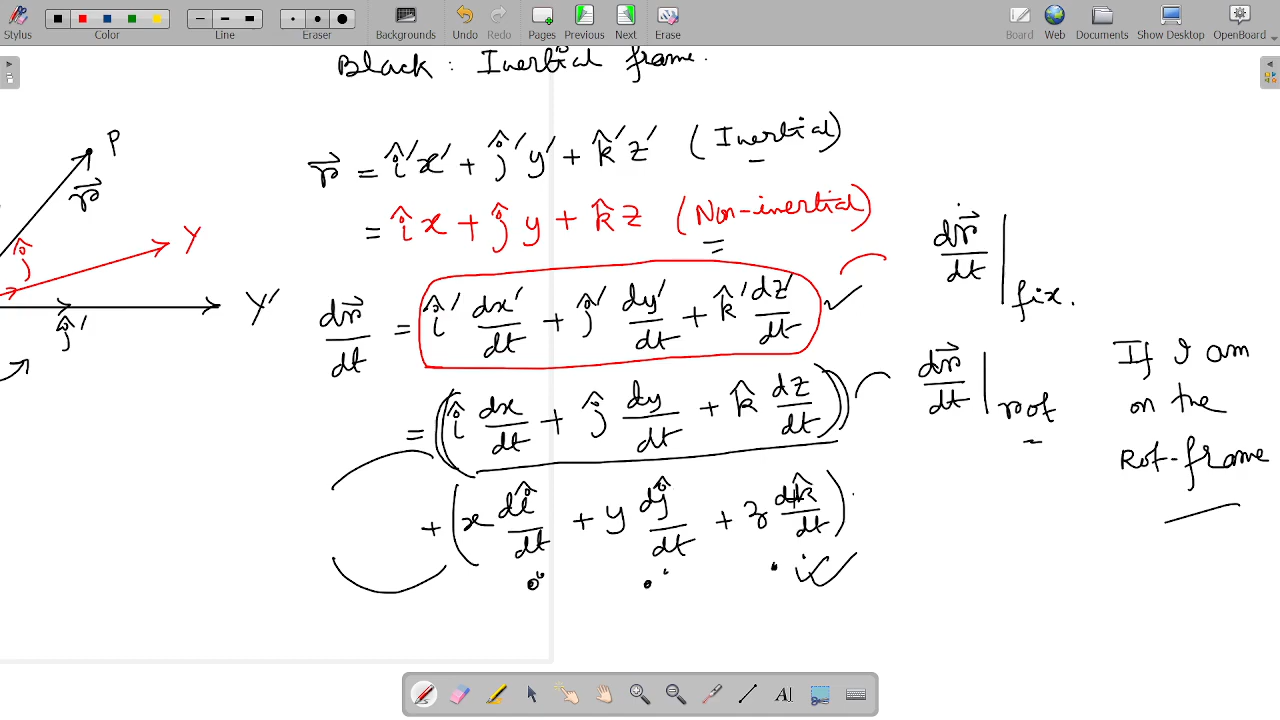 Stylus Color Line Eraser Backgrounds Undo Redo Pages Previous Next Erase Board Web Documents Show Desktop OpenBoard
Black : Inertial frame.
P
r⃗
Y
ĵ
Y'
ĵ'
r⃗ = î'x' + ĵ'y' + k̂'z' (Inertial)
= îx + ĵy + k̂z (Non-inertial)
dr⃗/dt = î' dx'/dt + ĵ' dy'/dt + k̂' dz'/dt
dr⃗/dt |fix.
= (î dx/dt + ĵ dy/dt + k̂ dz/dt)
dr⃗/dt |rot
If I am
on the
Rot-frame
+ (x dî/dt + y dĵ/dt + z dk̂/dt)